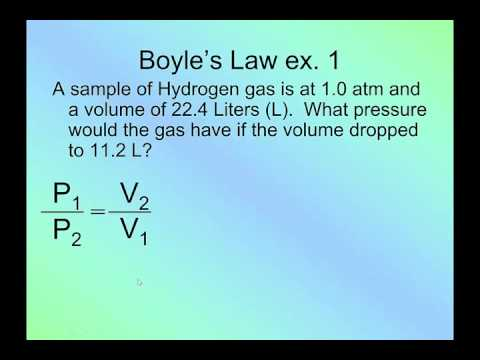 Boyle's Law ex. 1
A sample of Hydrogen gas is at 1.0 atm and
a volume of 22.4 Liters (L). What pressure
would the gas have if the volume dropped
to 11.2 L?
P₁ = V₂
P₂ V₁